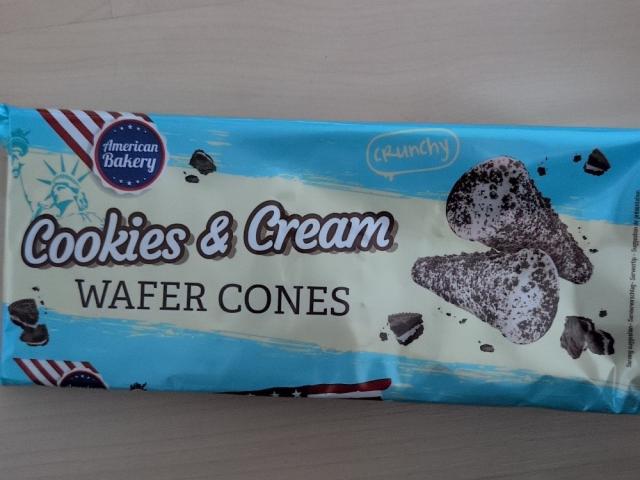 American
Bakery
crunchy
Cookies & Cream
WAFER CONES